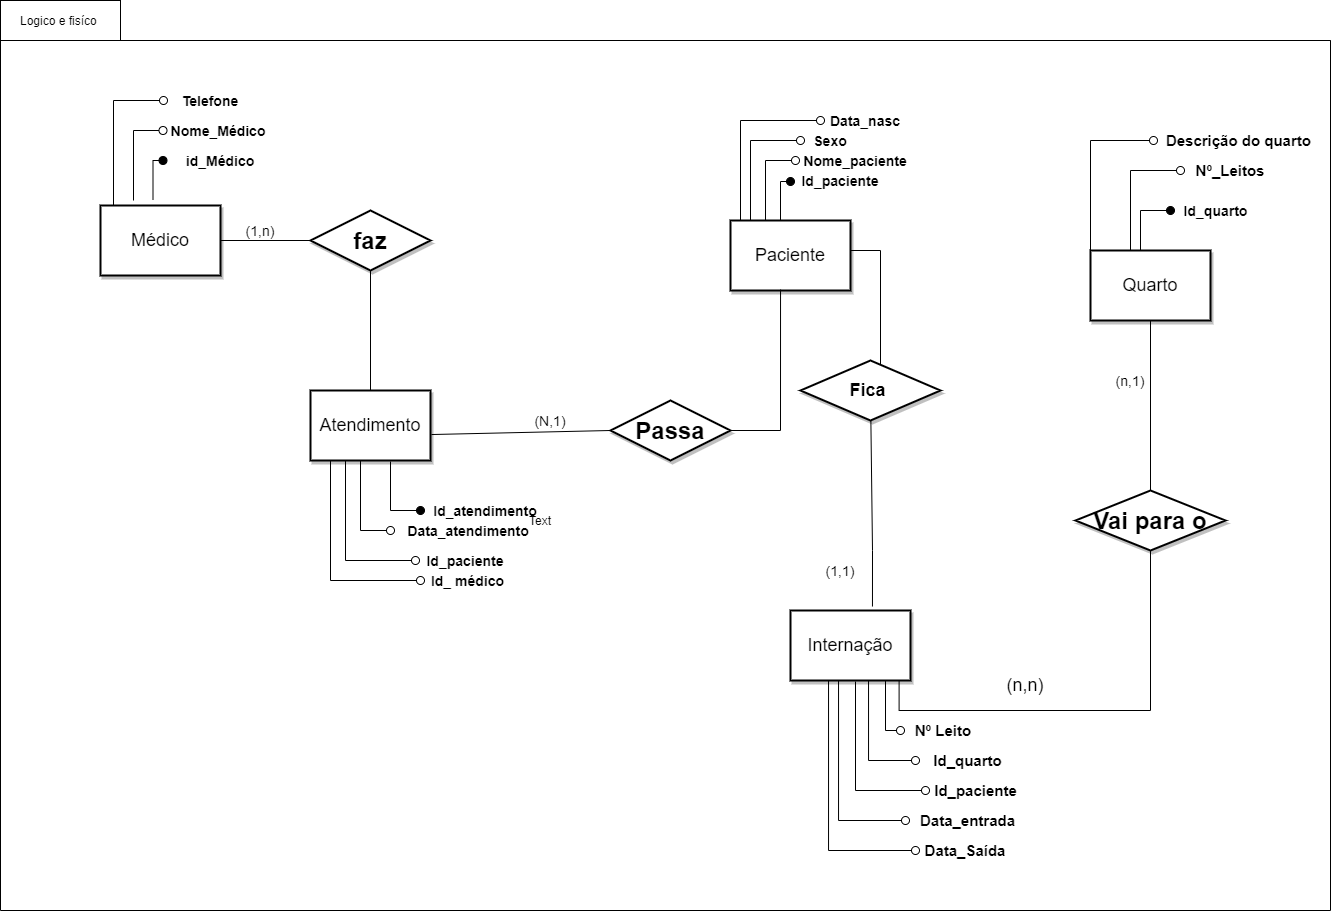 Logico e fisíco
Telefone
Nome_Médico
id_Médico
Médico
(1,n)
faz
Data_nasc
Sexo
Nome_paciente
Id_paciente
Paciente
Descrição do quarto
Nº_Leitos
Id_quarto
Quarto
(n,1)
Fica
Atendimento
(N,1)
Passa
Id_atendimento
Text
Data_atendimento
Id_paciente
Id_ médico
Vai para o
(1,1)
Internação
(n,n)
Nº Leito
Id_quarto
Id_paciente
Data_entrada
Data_Saída